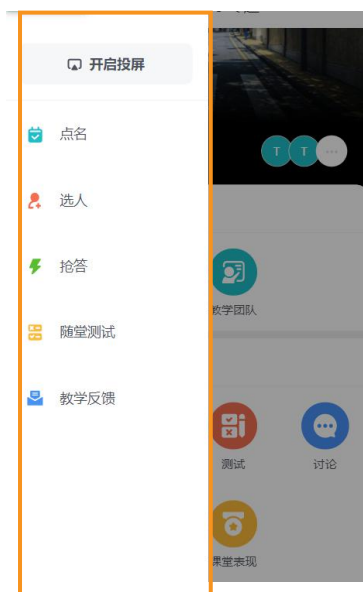 开启投屏
点名
T T ...
选人
抢答
教学团队
随堂测试
教学反馈
测试 讨论
课堂表现